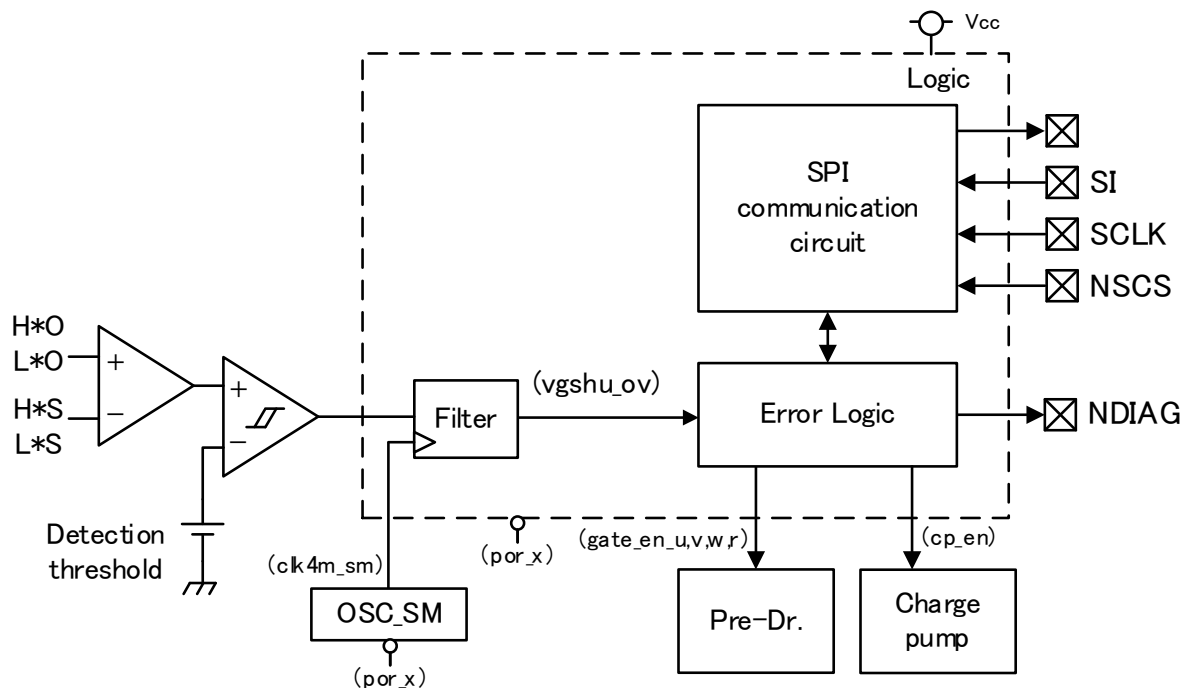 Vcc
Logic
SPI
communication
circuit
SI
SCLK
NSCS
H*O
L*O
H*S
L*S
+
−
+
−
Filter
(vgshu_ov)
Error Logic
NDIAG
Detection
threshold
(clk4m_sm)
(por_x)
(gate_en_u,v,w,r)
(cp_en)
OSC_SM
(por_x)
Pre-Dr.
Charge
pump